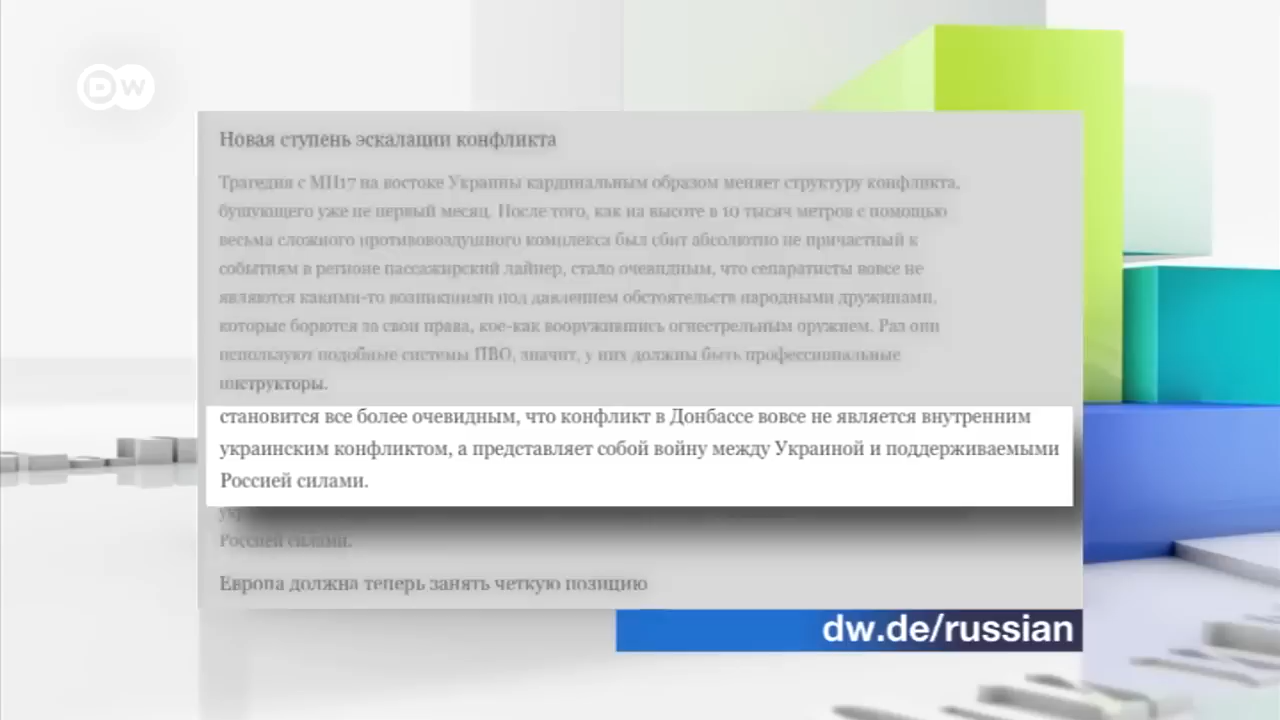 DW
Новая ступень эскалации конфликта
Трагедия с МН17 на востоке Украины кардинальным образом меняет структуру конфликта,
бушующего уже не первый месяц. После того, как на высоте в 10 тысяч метров с помощью
весьма сложного противовоздушного комплекса был сбит абсолютно не причастный к
событиям в регионе пассажирский лайнер, стало очевидным, что сепаратисты вовсе не
являются какими-то возникшими под давлением обстоятельств народными дружинами,
которые борются за свои права, кое-как вооружившись огнестрельным оружием. Раз они
используют подобные системы ПВО, значит, у них должны быть профессиональные
инструкторы.
становится все более очевидным, что конфликт в Донбассе вовсе не является внутренним
украинским конфликтом, а представляет собой войну между Украиной и поддерживаемыми
Россией силами.
Россией силами.
Европа должна теперь занять четкую позицию
dw.de/russian